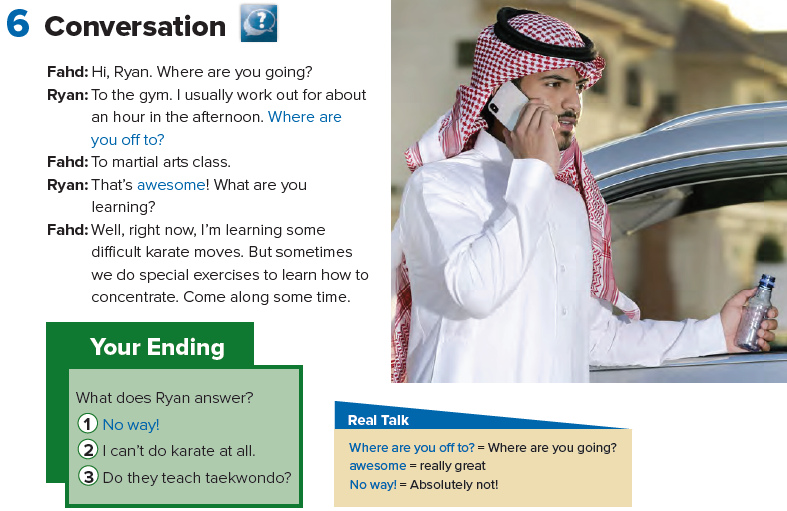 6 Conversation
Fahd: Hi, Ryan. Where are you going?
Ryan: To the gym. I usually work out for about
an hour in the afternoon. Where are
you off to?
Fahd: To martial arts class.
Ryan: That's awesome! What are you
learning?
Fahd: Well, right now, I'm learning some
difficult karate moves. But sometimes
we do special exercises to learn how to
concentrate. Come along some time.
Your Ending
What does Ryan answer?
1 No way!
2 I can't do karate at all.
3 Do they teach taekwondo?
Real Talk
Where are you off to? = Where are you going?
awesome = really great
No way! = Absolutely not!